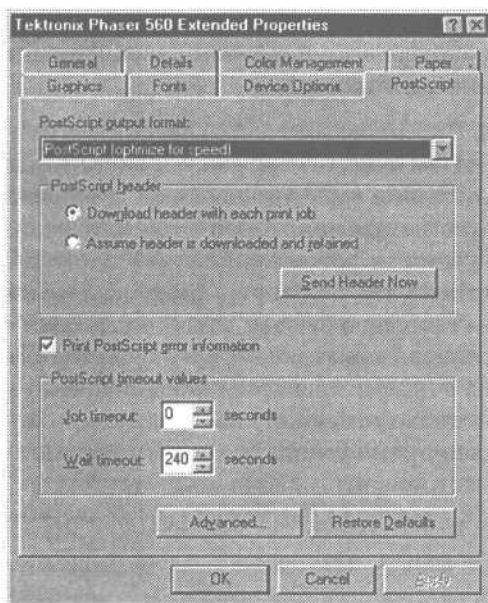 Tektronix Phaser 560 Extended Properties
General Details Color Management Paper
Graphics Fonts Device Options PostScript
PostScript output format:
PostScript (optimize for speed)
PostScript header
Download header with each print job
Assume header is downloaded and retained
Send Header Now
Print PostScript error information
PostScript timeout values
Job timeout: 0 seconds
Wait timeout: 240 seconds
Advanced... Restore Defaults
OK Cancel Apply